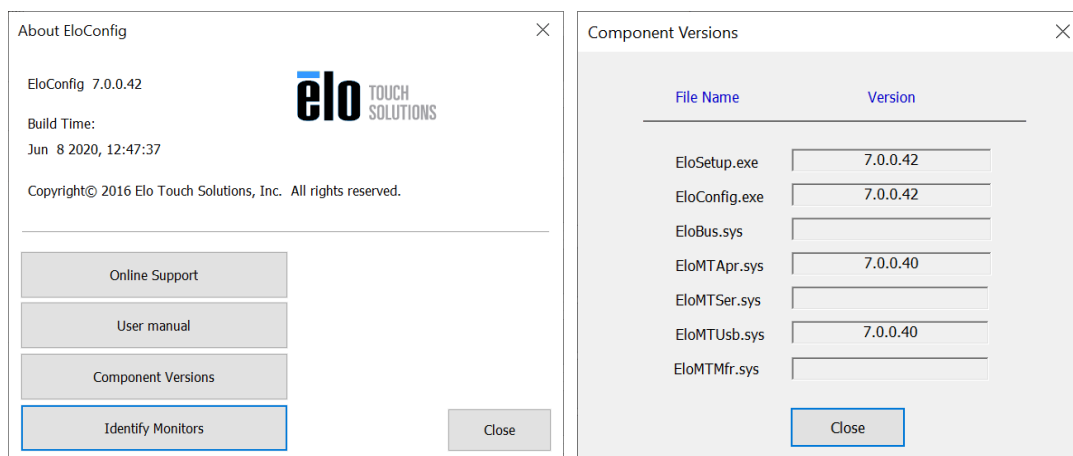 About EloConfig
EloConfig 7.0.0.42
elo TOUCH SOLUTIONS
Build Time:
Jun 8 2020, 12:47:37
Copyright© 2016 Elo Touch Solutions, Inc. All rights reserved.
Online Support
User manual
Component Versions
Identify Monitors
Close
Component Versions
File Name Version
EloSetup.exe 7.0.0.42
EloConfig.exe 7.0.0.42
EloBus.sys
EloMTApr.sys 7.0.0.40
EloMTSer.sys
EloMTUsb.sys 7.0.0.40
EloMTMfr.sys
Close